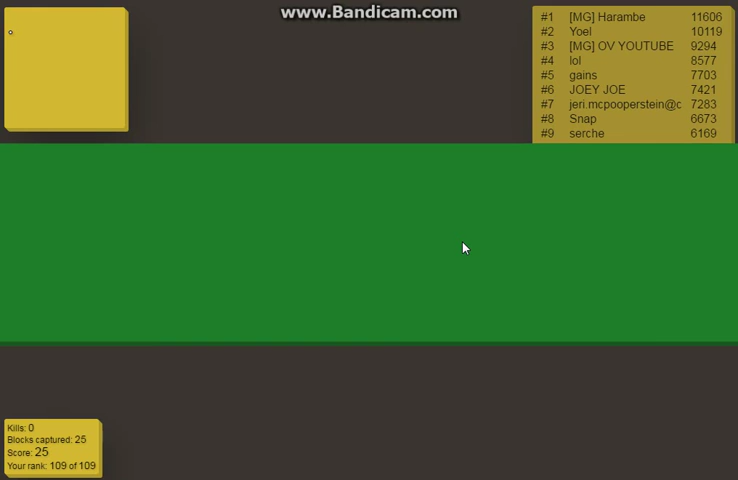 www.Bandicam.com
#1 [MG] Harambe 11606
#2 Yoel 10119
#3 [MG] OV YOUTUBE 9294
#4 lol 8577
#5 gains 7703
#6 JOEY JOE 7421
#7 jeri.mcpooperstein@c 7283
#8 Snap 6673
#9 serche 6169
Kills: 0
Blocks captured: 25
Score: 25
Your rank: 109 of 109